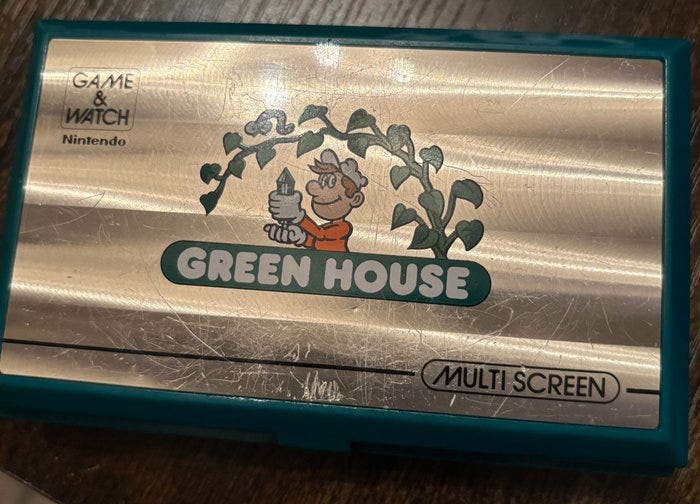 GAME
&
WATCH
Nintendo
GREEN HOUSE
MULTI SCREEN